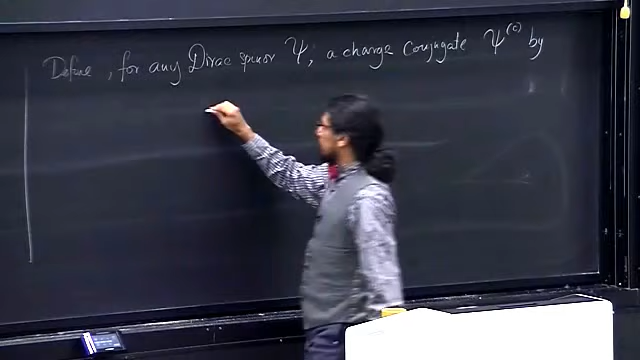 Define, for any Dirac spinor Ψ, a charge conjugate Ψ^(c) by